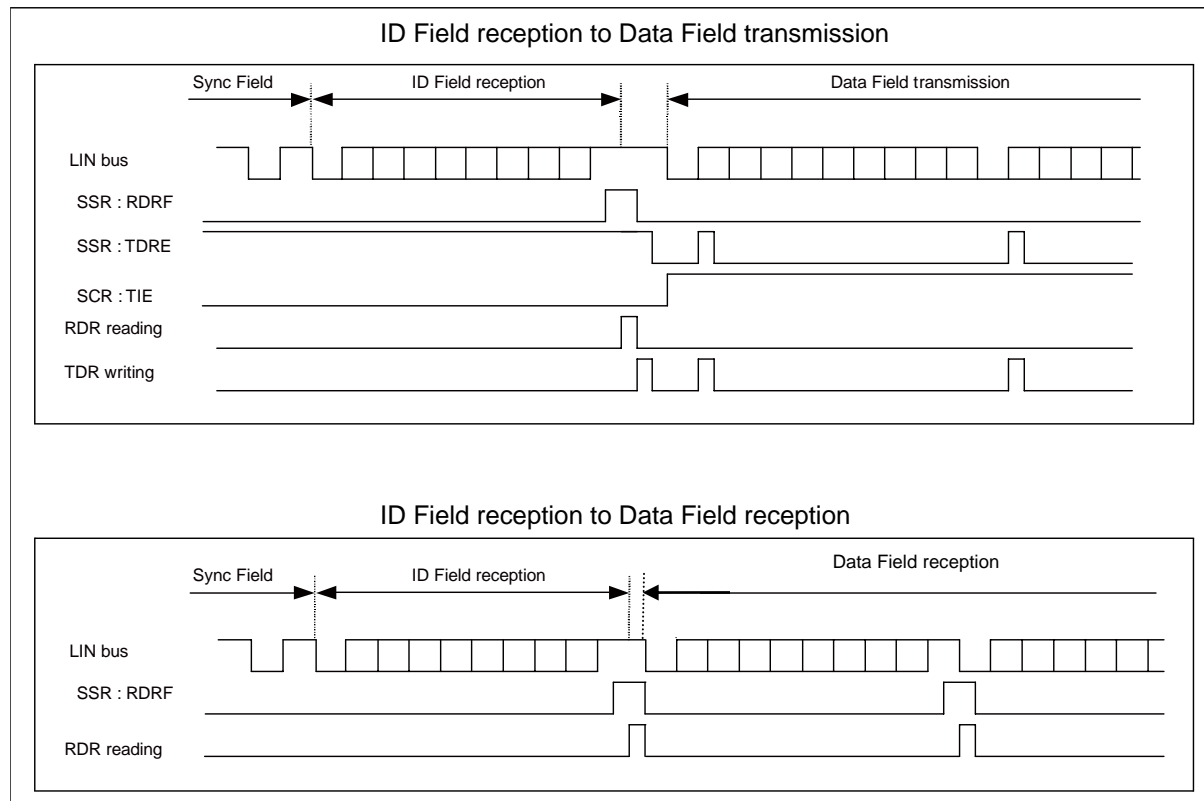 ID Field reception to Data Field transmission
Sync Field
ID Field reception
Data Field transmission
LIN bus
SSR : RDRF
SSR : TDRE
SCR : TIE
RDR reading
TDR writing
ID Field reception to Data Field reception
Sync Field
ID Field reception
Data Field reception
LIN bus
SSR : RDRF
RDR reading